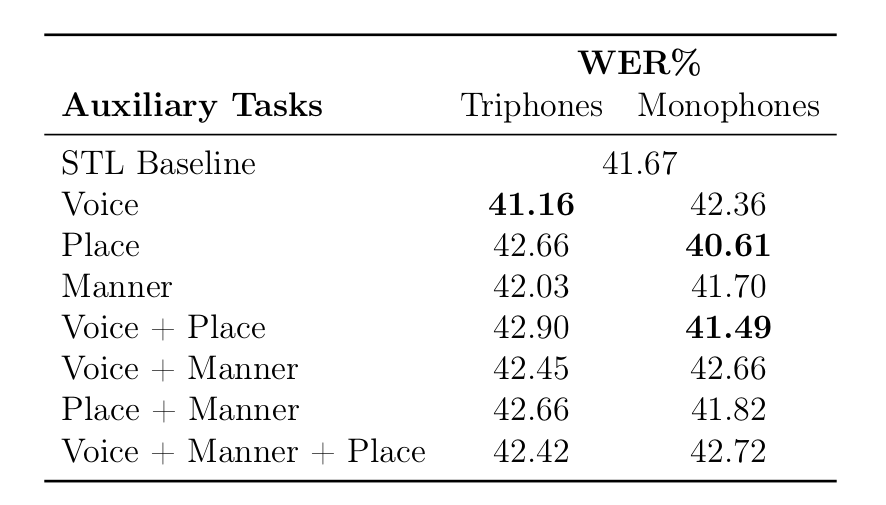 WER%
Auxiliary Tasks Triphones Monophones
STL Baseline 41.67
Voice 41.16 42.36
Place 42.66 40.61
Manner 42.03 41.70
Voice + Place 42.90 41.49
Voice + Manner 42.45 42.66
Place + Manner 42.66 41.82
Voice + Manner + Place 42.42 42.72